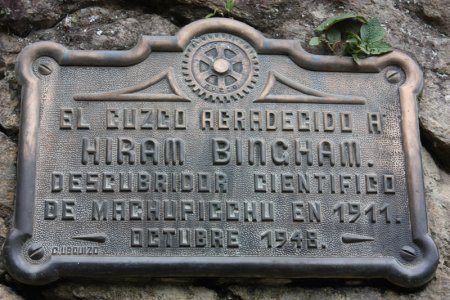 EL CUZCO AGRADECIDO A
HIRAM BINGHAM.
DESCUBRIDOR CIENTIFICO
DE MACHUPICCHU EN 1911.
OCTUBRE 1948.